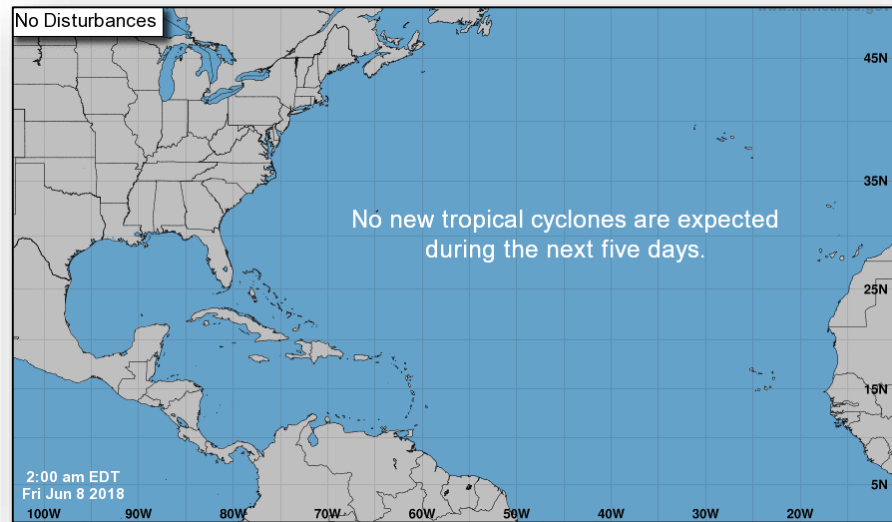 No Disturbances
45N
35N
No new tropical cyclones are expected
during the next five days.
25N
15N
2:00 am EDT
Fri Jun 8 2018
5N
100W 90W 80W 70W 60W 50W 40W 30W 20W